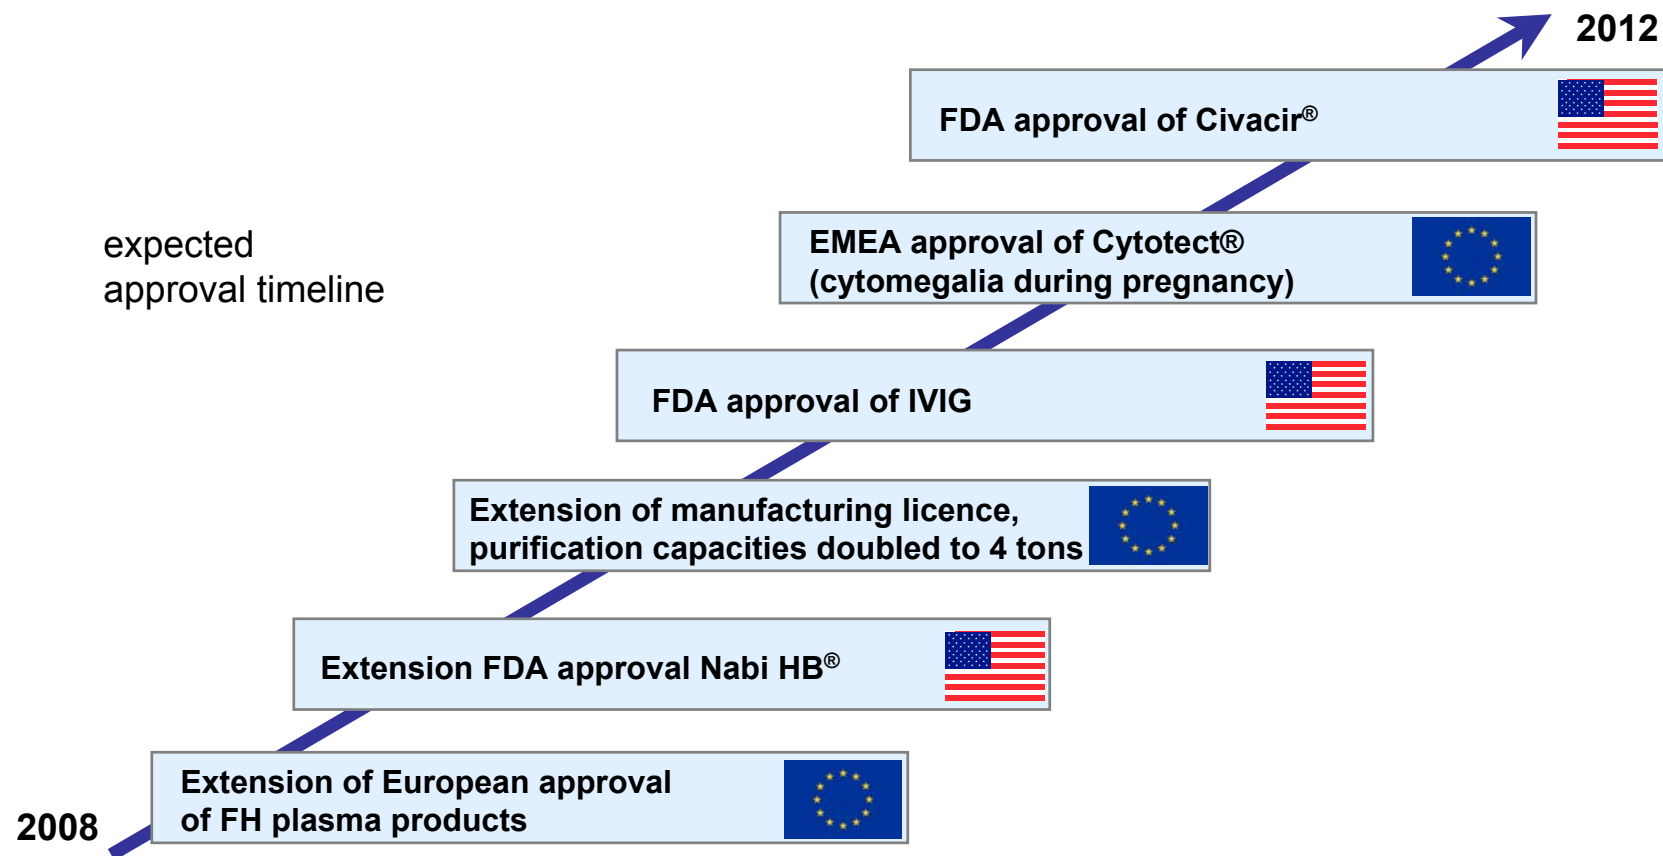 2012
FDA approval of Civacir®
expected
approval timeline
EMEA approval of Cytotect®
(cytomegalia during pregnancy)
FDA approval of IVIG
Extension of manufacturing licence,
purification capacities doubled to 4 tons
Extension FDA approval Nabi HB®
Extension of European approval
of FH plasma products
2008